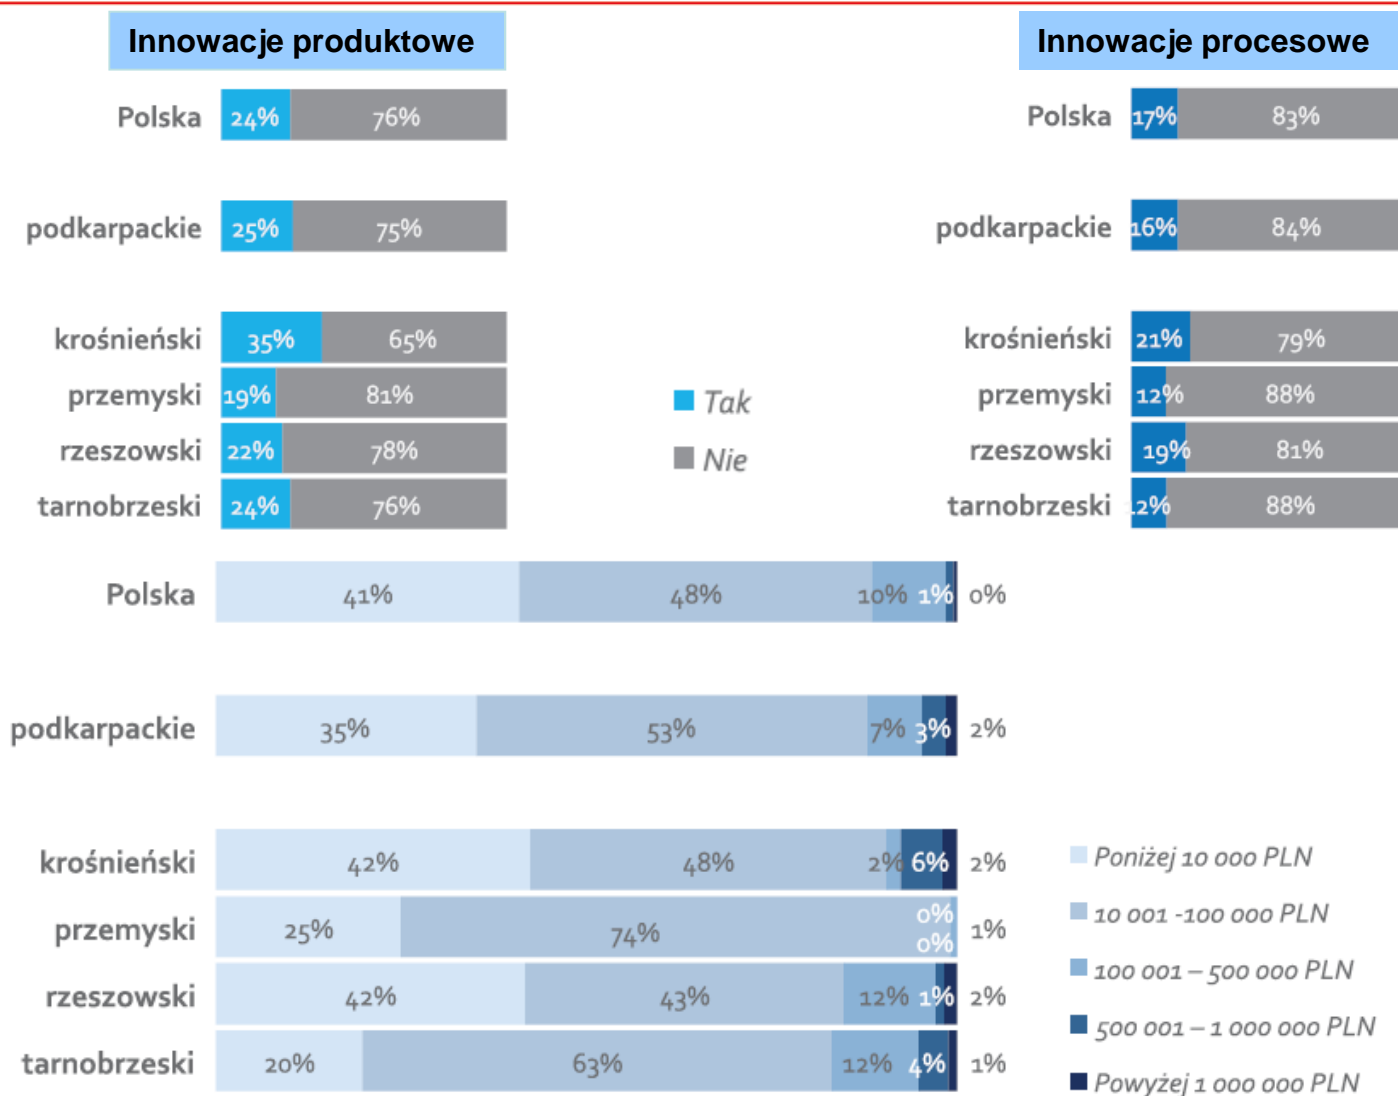 Innowacje produktowe
Polska 24% 76%
podkarpackie 25% 75%
krośnieński 35% 65%
przemyski 19% 81%
rzeszowski 22% 78%
tarnobrzeski 24% 76%
Tak
Nie
Innowacje procesowe
Polska 17% 83%
podkarpackie 16% 84%
krośnieński 21% 79%
przemyski 12% 88%
rzeszowski 19% 81%
tarnobrzeski 12% 88%
Polska 41% 48% 10% 1% 0%
podkarpackie 35% 53% 7% 3% 2%
krośnieński 42% 48% 2% 6% 2%
przemyski 25% 74% 0% 0% 1%
rzeszowski 42% 43% 12% 1% 2%
tarnobrzeski 20% 63% 12% 4% 1%
Poniżej 10 000 PLN
10 001 -100 000 PLN
100 001 – 500 000 PLN
500 001 – 1 000 000 PLN
Powyżej 1 000 000 PLN